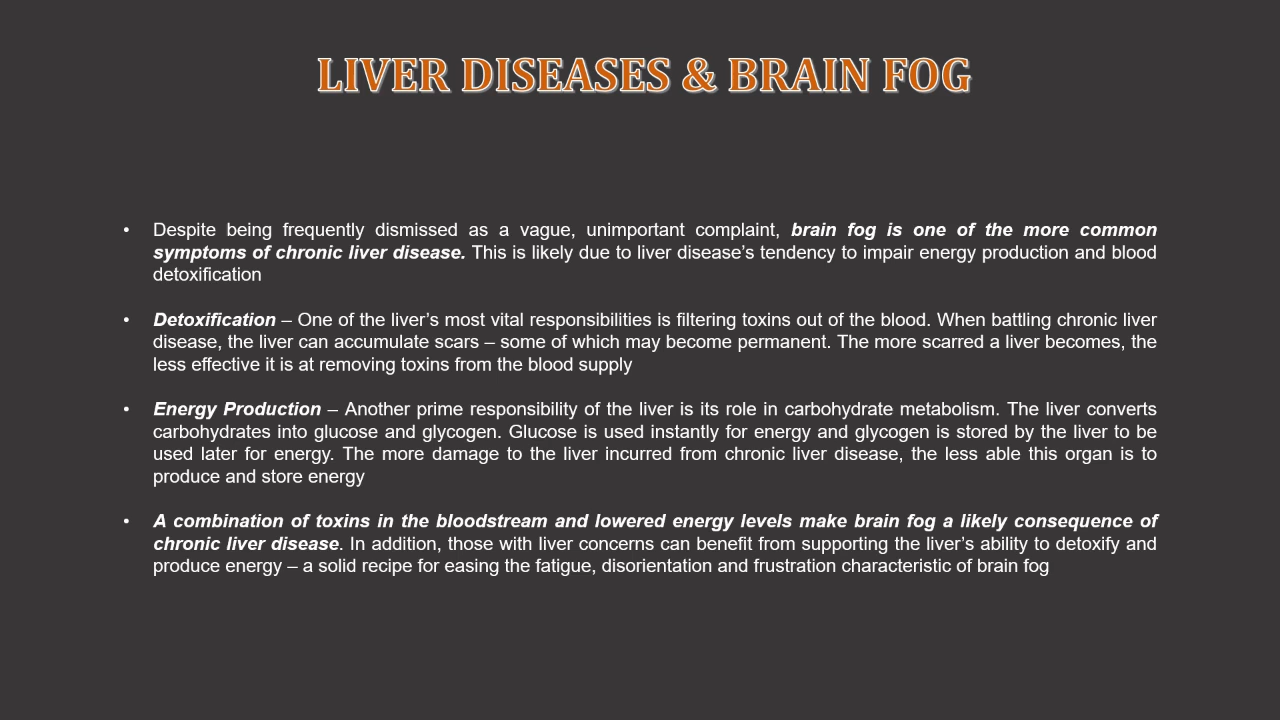 LIVER DISEASES & BRAIN FOG
• Despite being frequently dismissed as a vague, unimportant complaint, brain fog is one of the more common
symptoms of chronic liver disease. This is likely due to liver disease’s tendency to impair energy production and blood
detoxification
• Detoxification – One of the liver’s most vital responsibilities is filtering toxins out of the blood. When battling chronic liver
disease, the liver can accumulate scars – some of which may become permanent. The more scarred a liver becomes, the
less effective it is at removing toxins from the blood supply
• Energy Production – Another prime responsibility of the liver is its role in carbohydrate metabolism. The liver converts
carbohydrates into glucose and glycogen. Glucose is used instantly for energy and glycogen is stored by the liver to be
used later for energy. The more damage to the liver incurred from chronic liver disease, the less able this organ is to
produce and store energy
• A combination of toxins in the bloodstream and lowered energy levels make brain fog a likely consequence of
chronic liver disease. In addition, those with liver concerns can benefit from supporting the liver’s ability to detoxify and
produce energy – a solid recipe for easing the fatigue, disorientation and frustration characteristic of brain fog